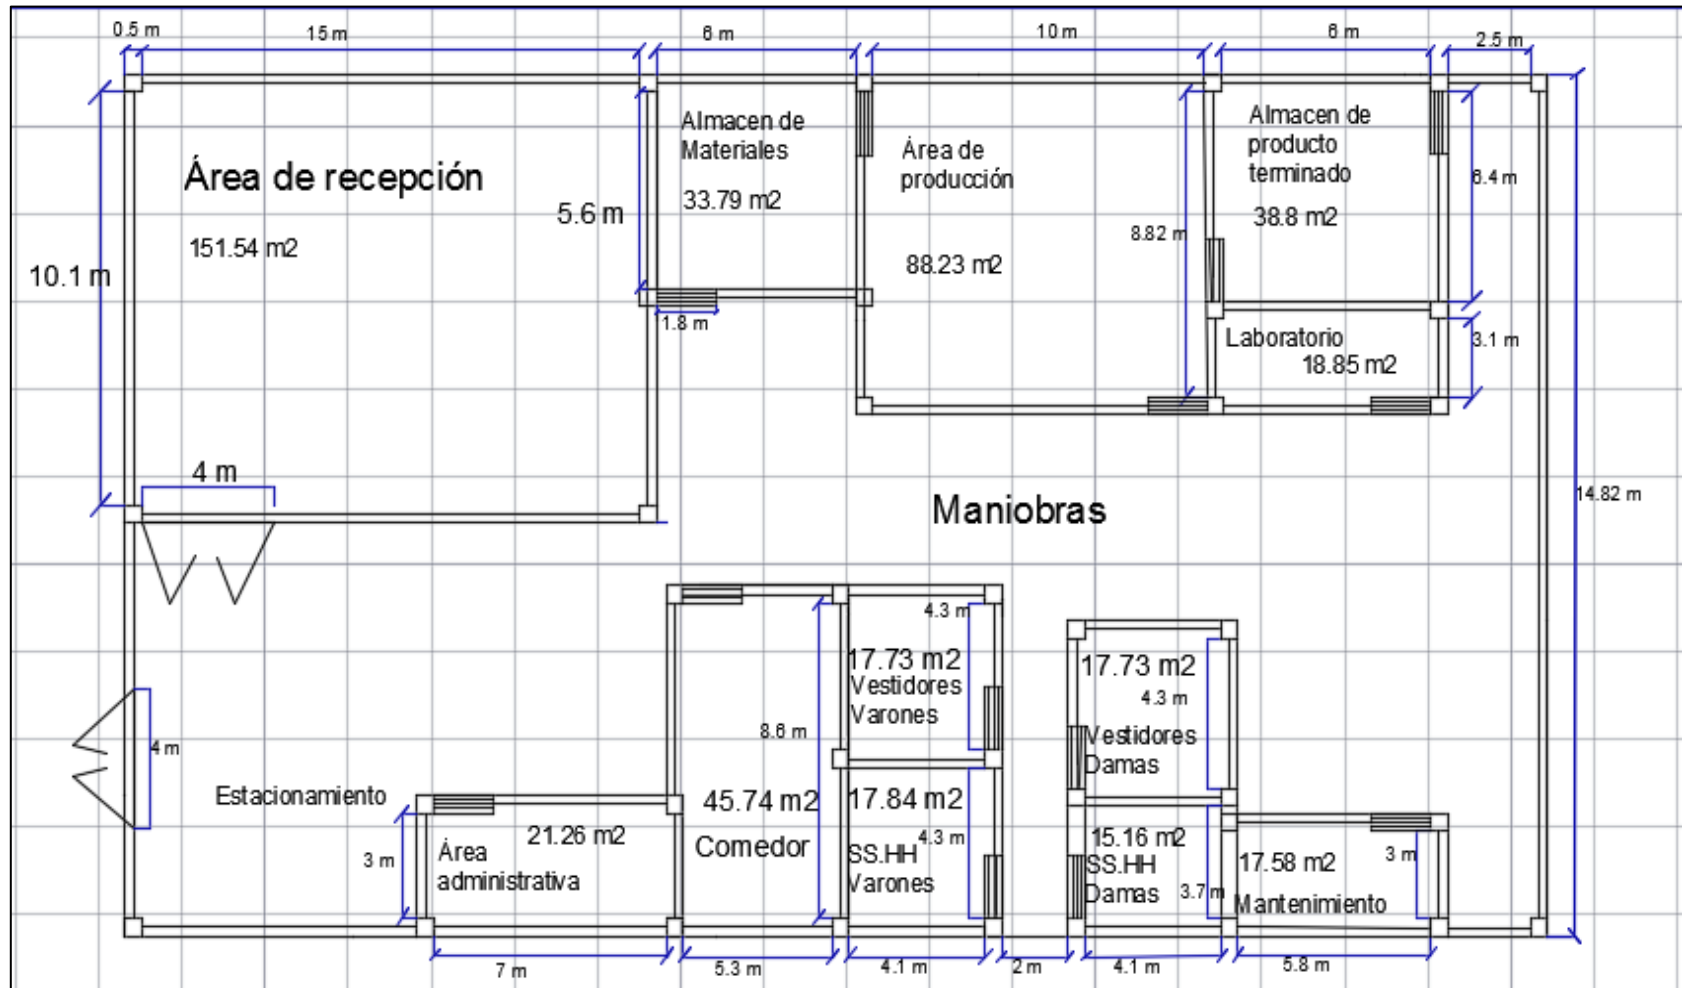 0.5 m
15 m
6 m
10 m
6 m
2.5 m
Almacen de
Materiales
33.79 m2
Área de
producción
88.23 m2
Almacen de
producto
terminado
38.8 m2
Área de recepción
151.54 m2
5.6 m
10.1 m
8.82 m
6.4 m
1.8 m
Laboratorio
18.85 m2
3.1 m
4 m
Maniobras
14.82 m
4.3 m
17.73 m2
Vestidores
Varones
17.73 m2
4.3 m
Vestidores
Damas
8.6 m
4 m
Estacionamiento
45.74 m2
Comedor
17.84 m2
4.3 m
SS.HH
Varones
21.26 m2
3 m
Área
administrativa
15.16 m2
SS.HH
Damas
3.7 m
17.58 m2
3 m
Mantenimiento
7 m
5.3 m
4.1 m
2 m
4.1 m
5.8 m